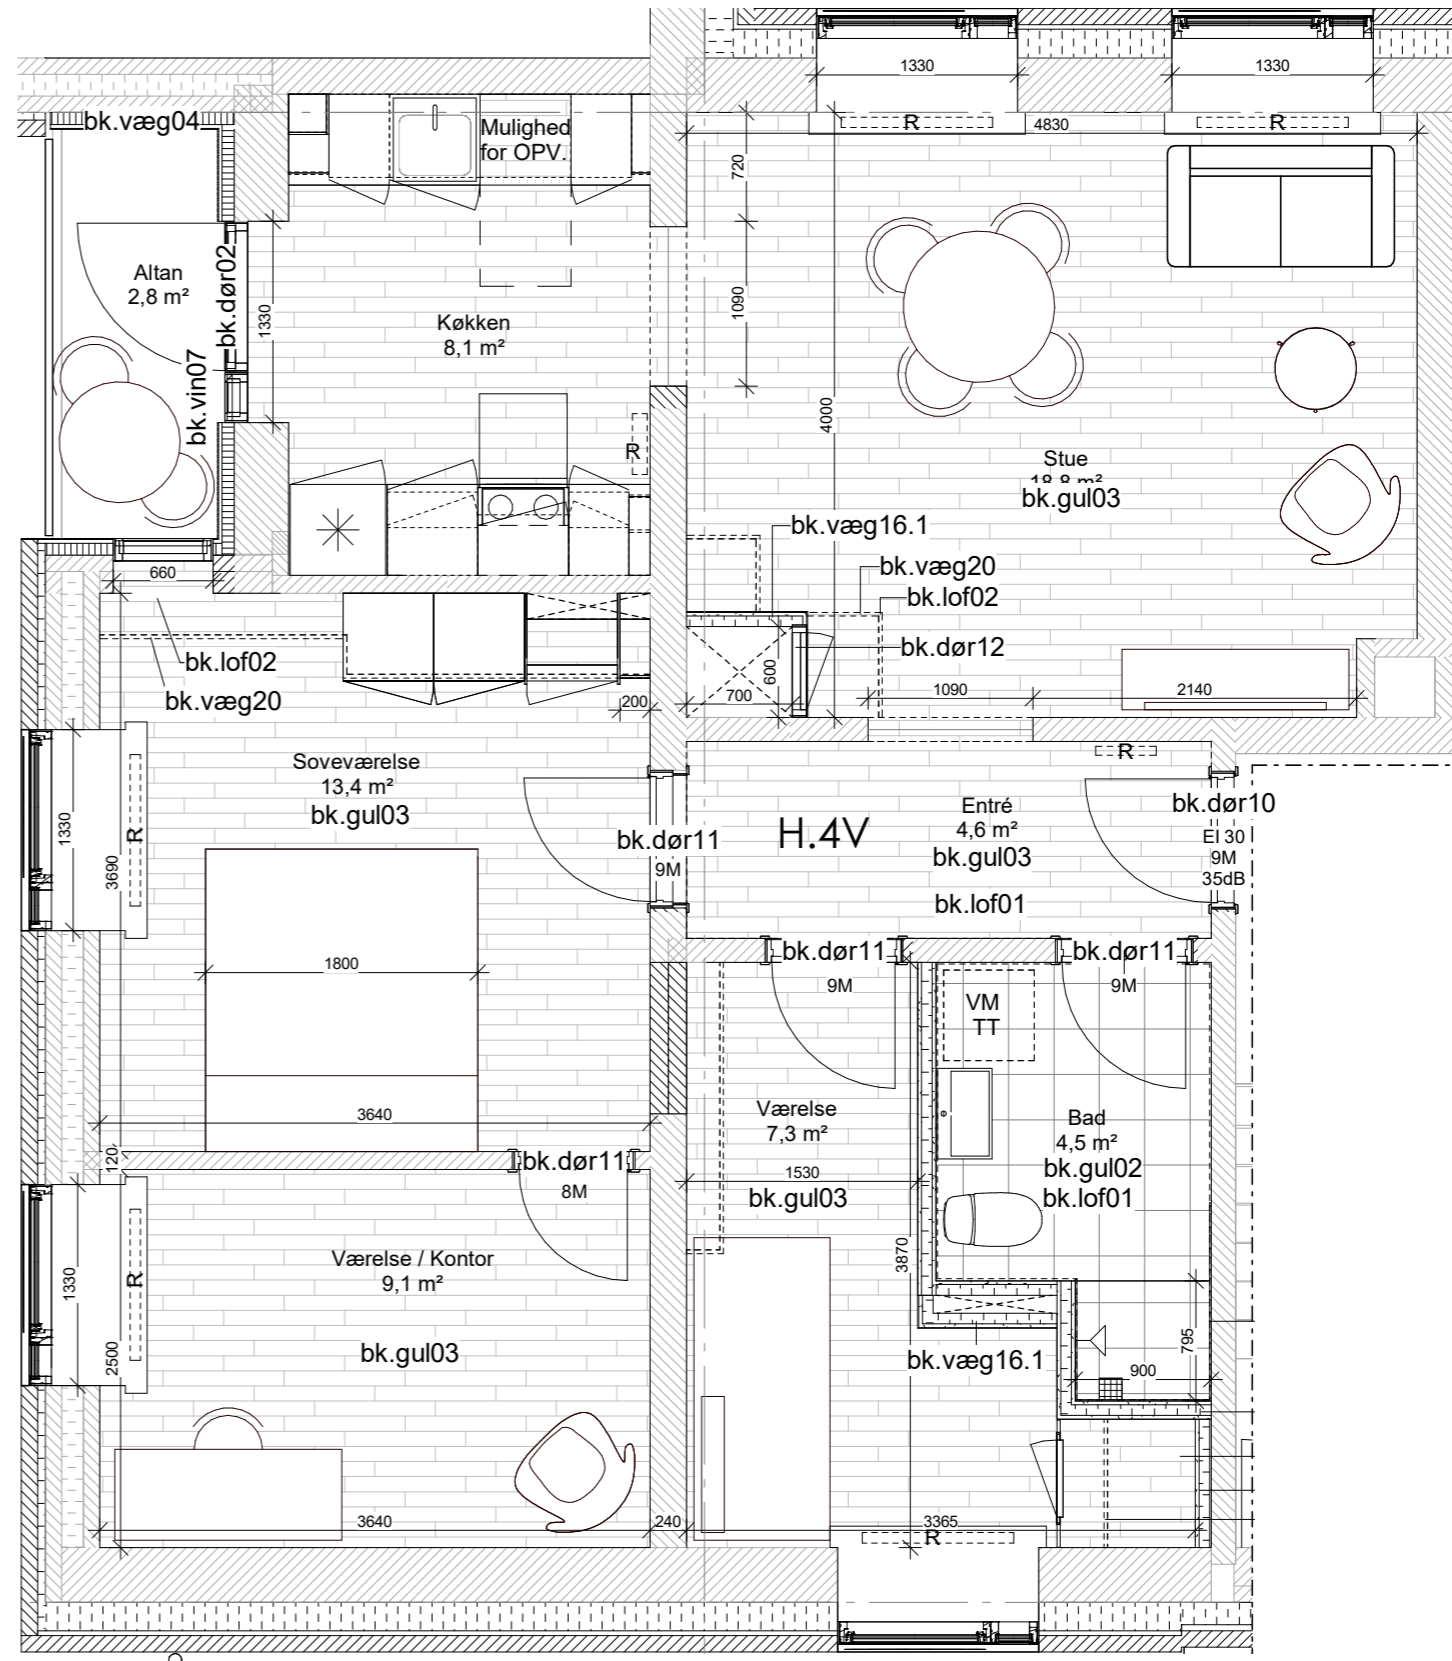 1330
1330
bk.væg04
Mulighed
for OPV.
R
4830
R
720
Altan
2,8 m²
bk.dør02
1330
1090
Køkken
8,1 m²
bk.vin07
4000
R
Stue
18,8 m²
bk.gul03
bk.væg16.1
660
bk.væg20
bk.lof02
bk.lof02
bk.dør12
bk.væg20
600
200
700
1090
2140
Soveværelse
13,4 m²
bk.gul03
R
1330
R
3690
bk.dør11
9M
H.4V
Entré
4,6 m²
bk.gul03
bk.lof01
bk.dør10
EI 30
9M
35dB
1800
bk.dør11
9M
bk.dør11
9M
VM
TT
3640
120
Værelse
7,3 m²
Bad
4,5 m²
bk.gul02
bk.lof01
bk.dør11
8M
1530
bk.gul03
Værelse / Kontor
9,1 m²
1330
R
3870
2500
bk.gul03
bk.væg16.1
795
900
3640
240
3365
R